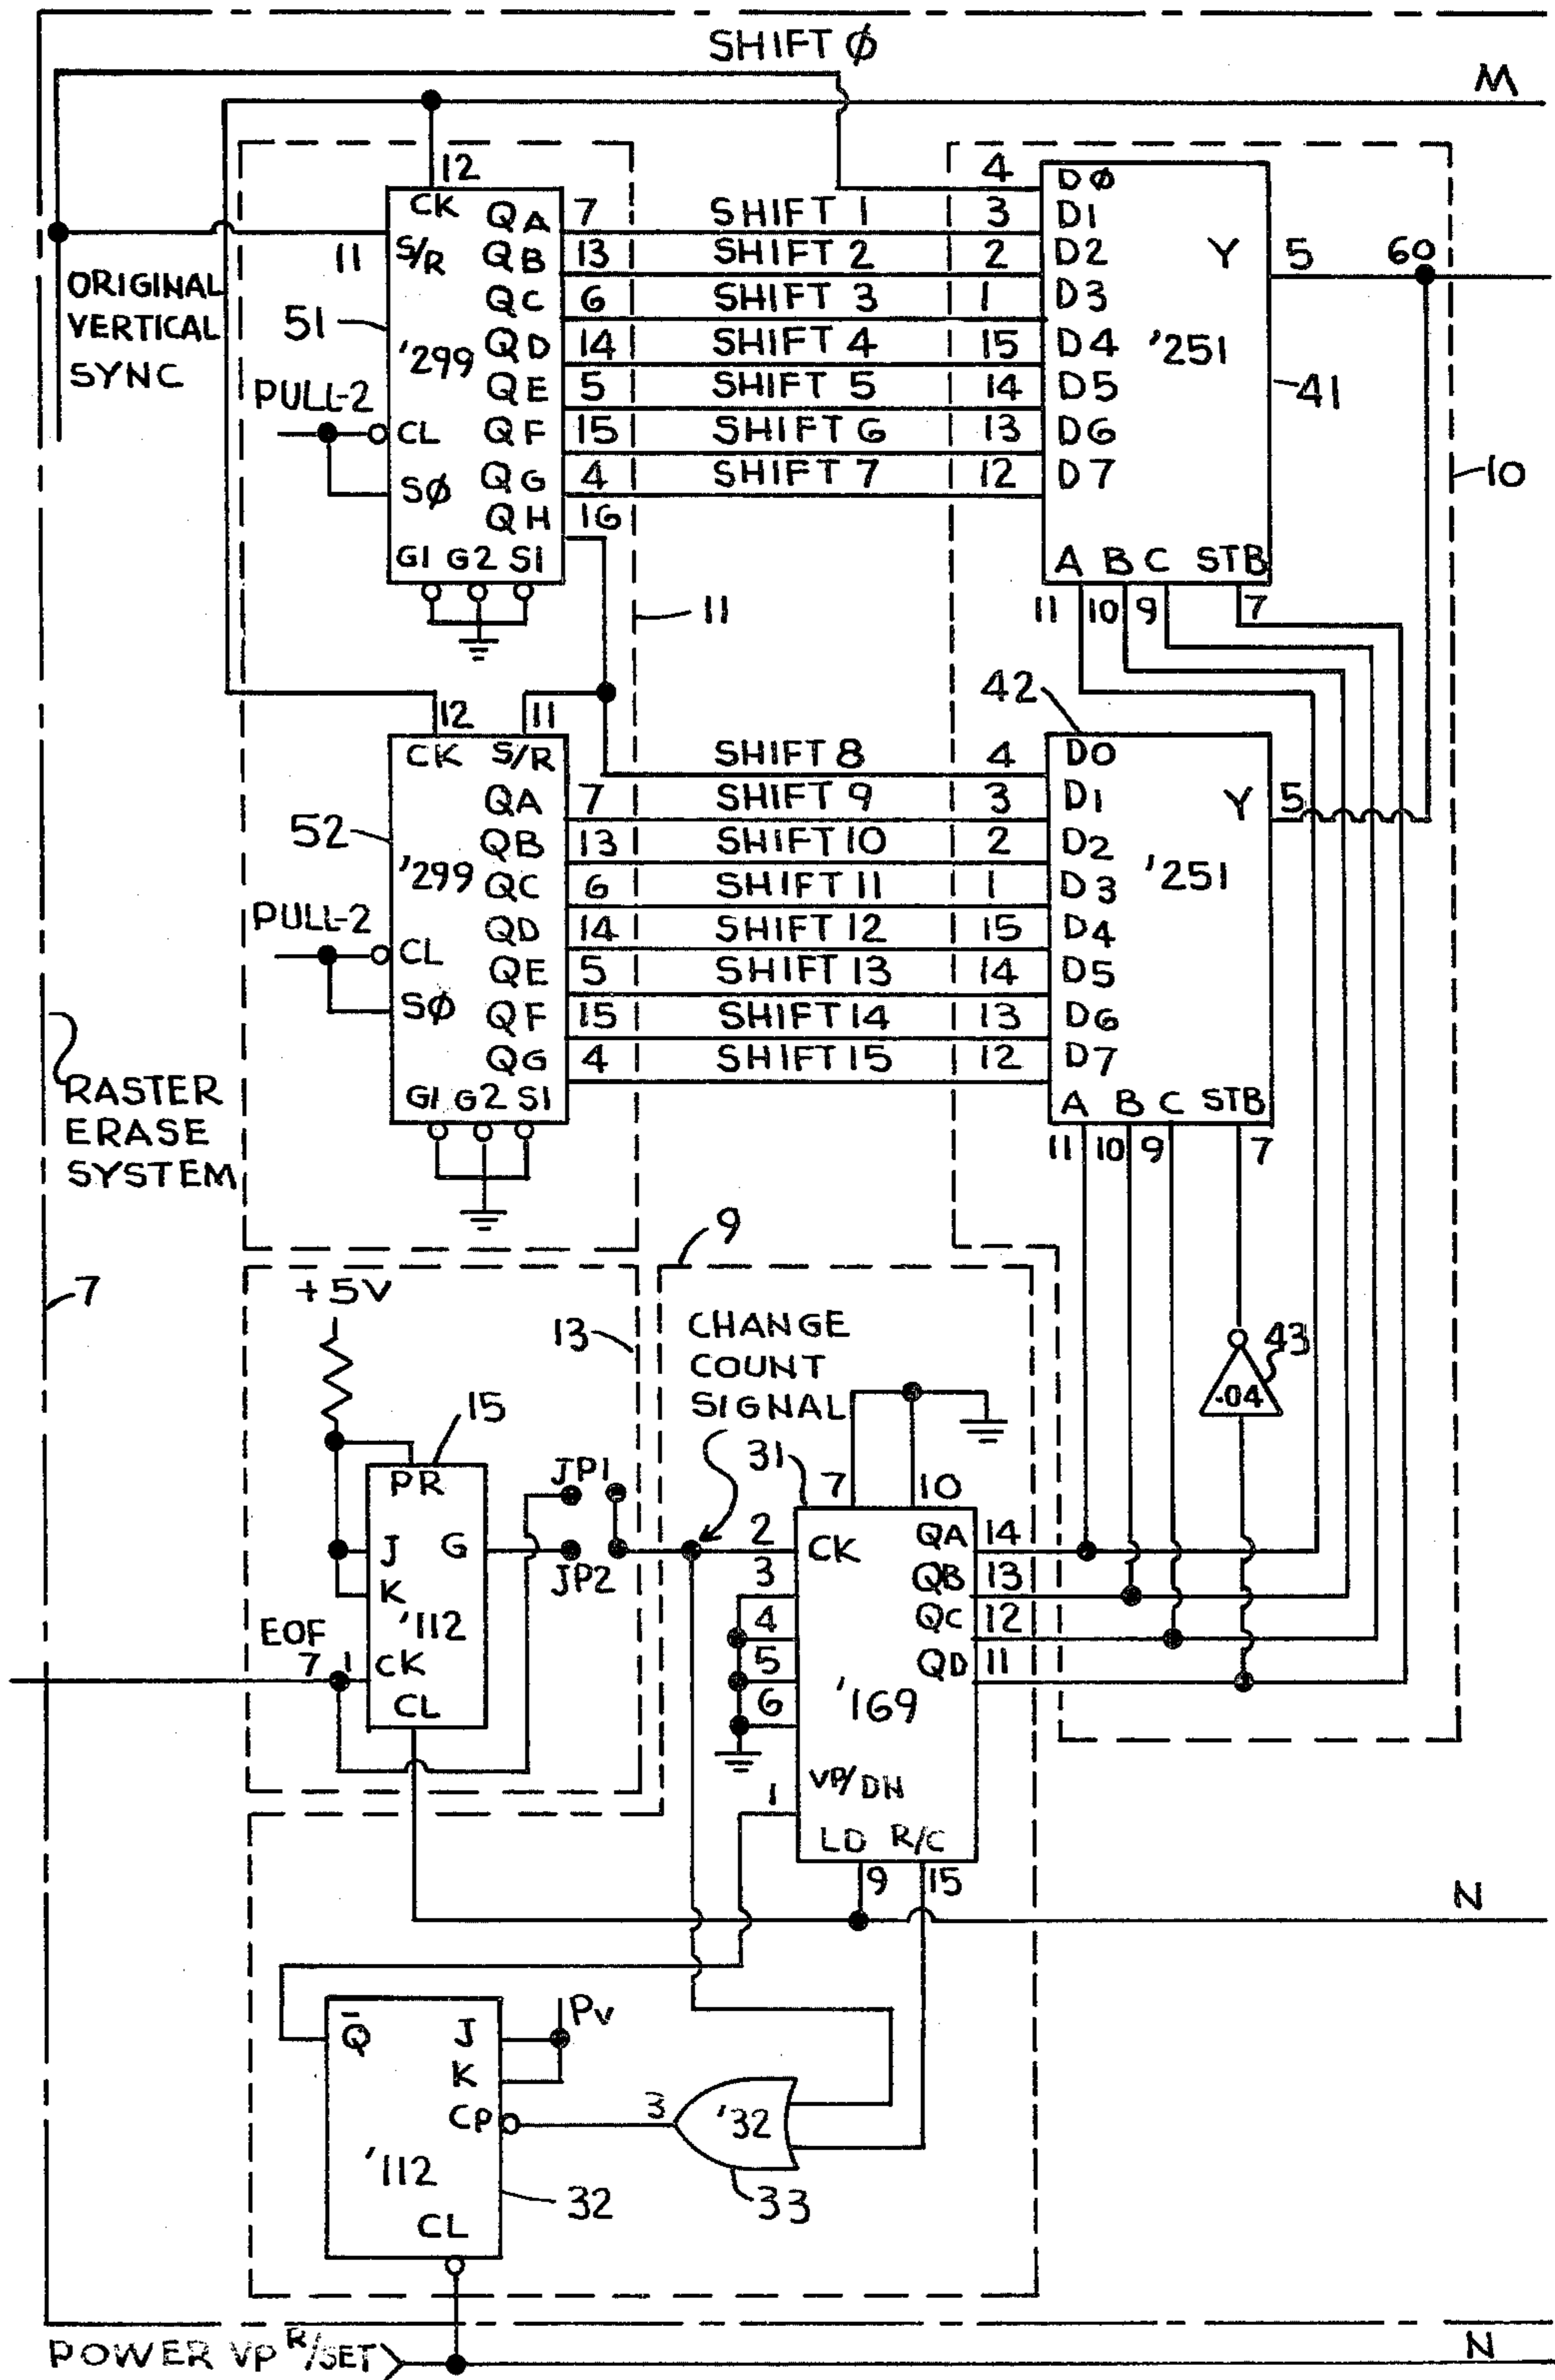 SHIFT Ø
M
12
CK
11
S/R
QA 7 SHIFT 1 3 D1
QB 13 SHIFT 2 2 D2
QC 6 SHIFT 3 1 D3
QD 14 SHIFT 4 15 D4
QE 5 SHIFT 5 14 D5
QF 15 SHIFT 6 13 D6
QG 4 SHIFT 7 12 D7
QH 16
4 DØ
Y 5 60
'251
41
10
ORIGINAL
VERTICAL
SYNC
51
'299
PULL-2
CL
SØ
G1 G2 S1
11
A B C STB
11 10 9 7
42
12 11
CK S/R
SHIFT 8 4 D0
QA 7 SHIFT 9 3 D1
QB 13 SHIFT 10 2 D2
QC 6 SHIFT 11 1 D3
QD 14 SHIFT 12 15 D4
QE 5 SHIFT 13 14 D5
QF 15 SHIFT 14 13 D6
QG 4 SHIFT 15 12 D7
Y 5
52
'299
'251
PULL-2
CL
SØ
G1 G2 S1
A B C STB
11 10 9 7
RASTER
ERASE
SYSTEM
7
9
+5V
13
CHANGE
COUNT
SIGNAL
43
.04
15
PR
J G
K
'112
JP1
JP2
EOF
7 1 CK
CL
31
7 10
2 CK QA 14
3 QB 13
4 QC 12
5 QD 11
6 '169
VP/DN
1
LD R/C
9 15
N
Q̄ J Pv
K
CP
3 '32
33
'112
32
CL
POWER VP R/SET
N